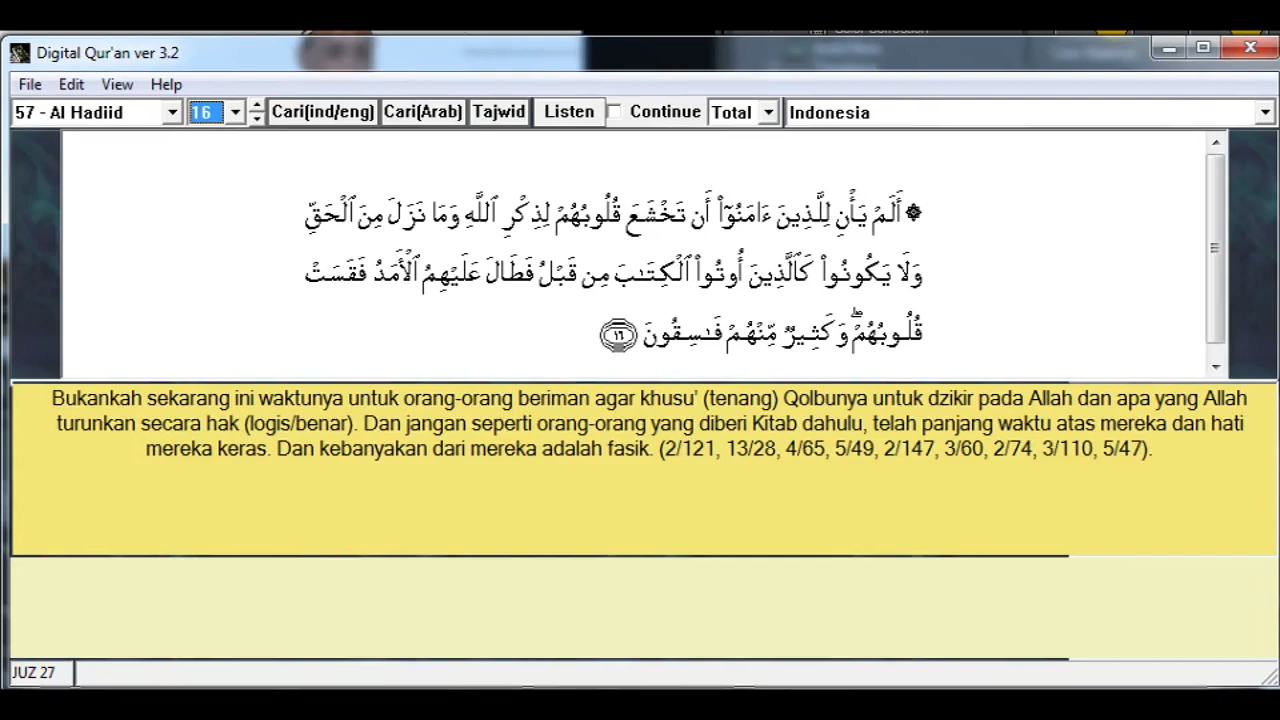 Digital Qur'an ver 3.2
File Edit View Help
57 - Al Hadiid 16 Cari(ind/eng) Cari(Arab) Tajwid Listen Continue Total Indonesia
۞ أَلَمْ يَأْنِ لِلَّذِينَ ءَامَنُوٓا۟ أَن تَخْشَعَ قُلُوبُهُمْ لِذِكْرِ ٱللَّهِ وَمَا نَزَلَ مِنَ ٱلْحَقِّ
وَلَا يَكُونُوا۟ كَٱلَّذِينَ أُوتُوا۟ ٱلْكِتَـٰبَ مِن قَبْلُ فَطَالَ عَلَيْهِمُ ٱلْأَمَدُ فَقَسَتْ
قُلُوبُهُمْ ۖ وَكَثِيرٌ مِّنْهُمْ فَـٰسِقُونَ ١٦
Bukankah sekarang ini waktunya untuk orang-orang beriman agar khusu' (tenang) Qolbunya untuk dzikir pada Allah dan apa yang Allah
turunkan secara hak (logis/benar). Dan jangan seperti orang-orang yang diberi Kitab dahulu, telah panjang waktu atas mereka dan hati
mereka keras. Dan kebanyakan dari mereka adalah fasik. (2/121, 13/28, 4/65, 5/49, 2/147, 3/60, 2/74, 3/110, 5/47).
JUZ 27